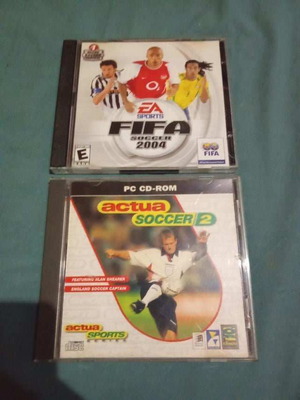 EA
SPORTS
FIFA
SOCCER
2004
E
FIFA
PC CD-ROM
actua
SOCCER 2
FEATURING ALAN SHEARER
ENGLAND SOCCER CAPTAIN
actua
SPORTS
SERIES